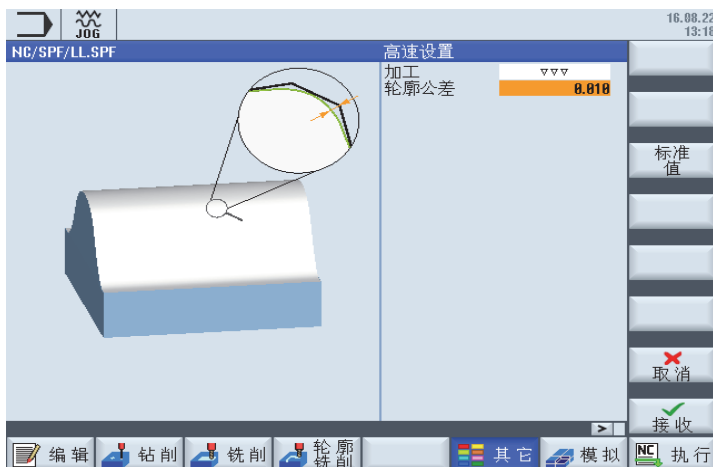 JOG
16.08.22
13:18
NC/SPF/LL.SPF
高速设置
加工 ▽▽▽
轮廓公差 0.010
标准
值
取消
接收
编辑
钻削
铣削
轮廓
铣削
其它
模拟
NC
执行